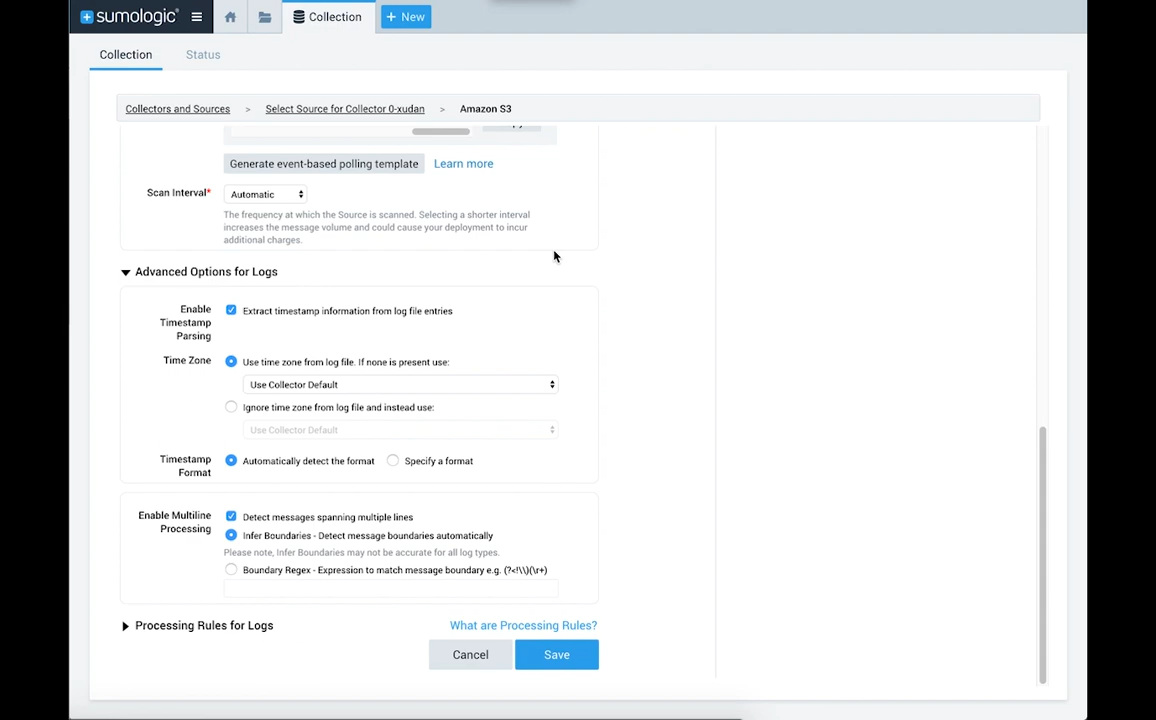 sumologic
Collection
+ New
Collection
Status
Collectors and Sources > Select Source for Collector 0-xudan > Amazon S3
Generate event-based polling template Learn more
Scan Interval* Automatic
The frequency at which the Source is scanned. Selecting a shorter interval
increases the message volume and could cause your deployment to incur
additional charges.
Advanced Options for Logs
Enable
Timestamp
Parsing
Extract timestamp information from log file entries
Time Zone
Use time zone from log file. If none is present use:
Use Collector Default
Ignore time zone from log file and instead use:
Use Collector Default
Timestamp
Format
Automatically detect the format
Specify a format
Enable Multiline
Processing
Detect messages spanning multiple lines
Infer Boundaries - Detect message boundaries automatically
Please note, Infer Boundaries may not be accurate for all log types.
Boundary Regex - Expression to match message boundary e.g. (?<!\\)(\r+)
Processing Rules for Logs
What are Processing Rules?
Cancel
Save